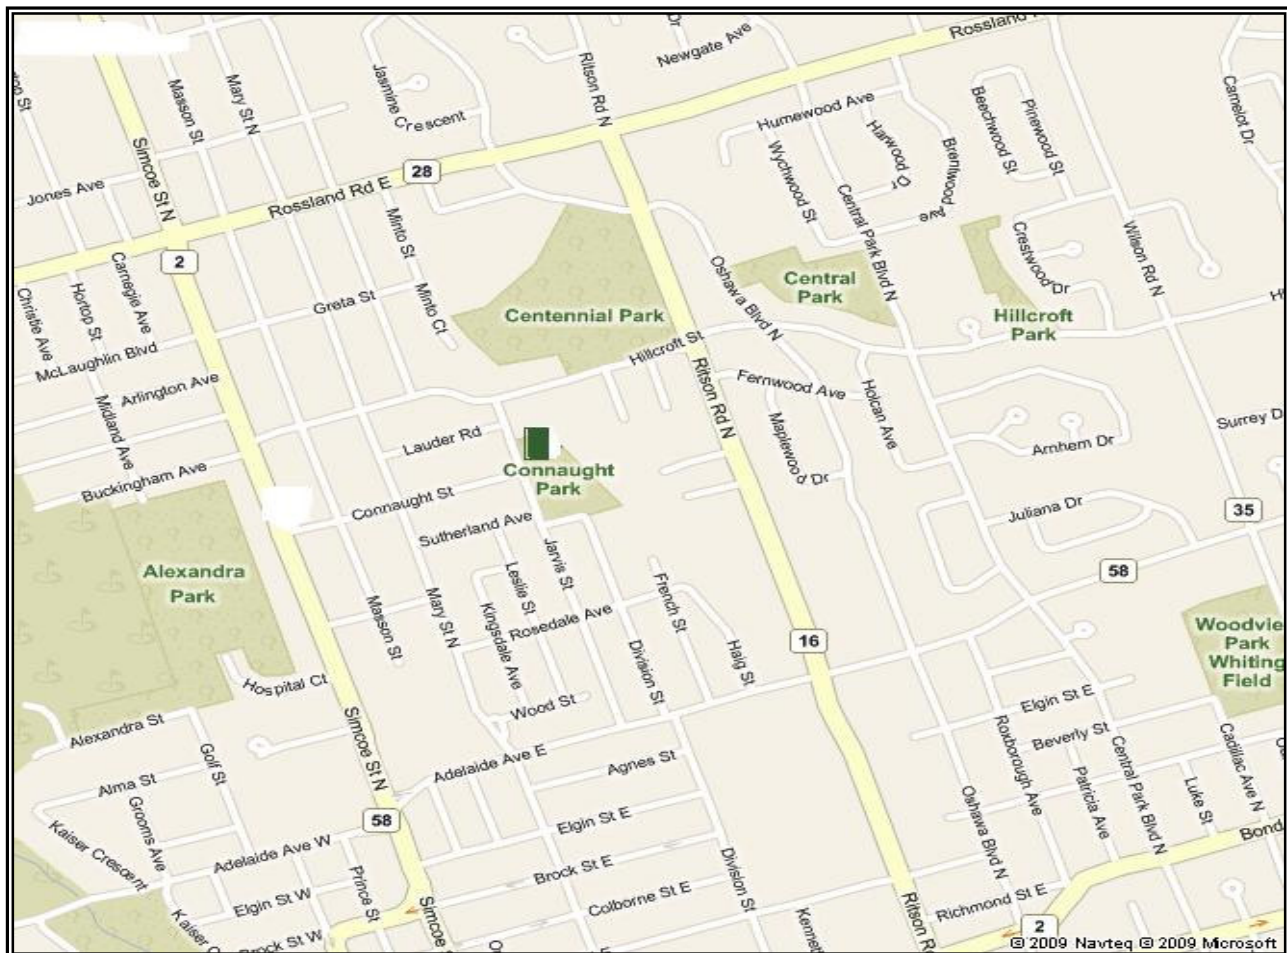 Rossland
Newgate Ave
Dr
Ritson Rd N
Jasmine
Crescent
Mary St N
Masson St
Simcoe St N
Camelot Dr
Pinewood St
Beechwood St
Humewood Ave
Harwood Dr
Brentwood
Ave
Wychwood St
Central Park Blvd N
28
Rossland Rd E
Jones Ave
Minto St
Minto Ct
2
Carnegie Ave
Hortop St
Christie Ave
Wilson Rd N
Crestwood Dr
Oshawa Blvd N
Central
Park
Hillcroft
Park
Centennial Park
Greta St
McLaughlin Blvd
Hillcroft St
Ritson Rd N
Fernwood Ave
Holcan Ave
Arlington Ave
Midland Ave
Maplewood Dr
Surrey D
Arnhem Dr
Lauder Rd
Connaught
Park
Buckingham Ave
Connaught St
Juliana Dr
35
Sutherland Ave
Jarvis St
58
Alexandra
Park
Leslie St
Kingsdale Ave
Masson St
Mary St N
Rosedale Ave
French St
Haig St
Division St
16
Woodvie
Park
Whiting
Field
Hospital Ct
Wood St
Elgin St E
Beverly St
Roxborough Ave
Central Park Blvd N
Cadillac Ave N
Patricia Ave
Luke St
Alexandra St
Golf St
Simcoe St N
Adelaide Ave E
Agnes St
Alma St
Grooms Ave
Kaiser Crescent
58
Elgin St E
Oshawa Blvd N
Bond
Adelaide Ave W
Brock St E
Division St
Prince St
Elgin St W
Colborne St E
Richmond St E
Kaiser C
Brock St W
Simcoe S
Kennet
Ritson R
2
© 2009 Navteq © 2009 Microsoft